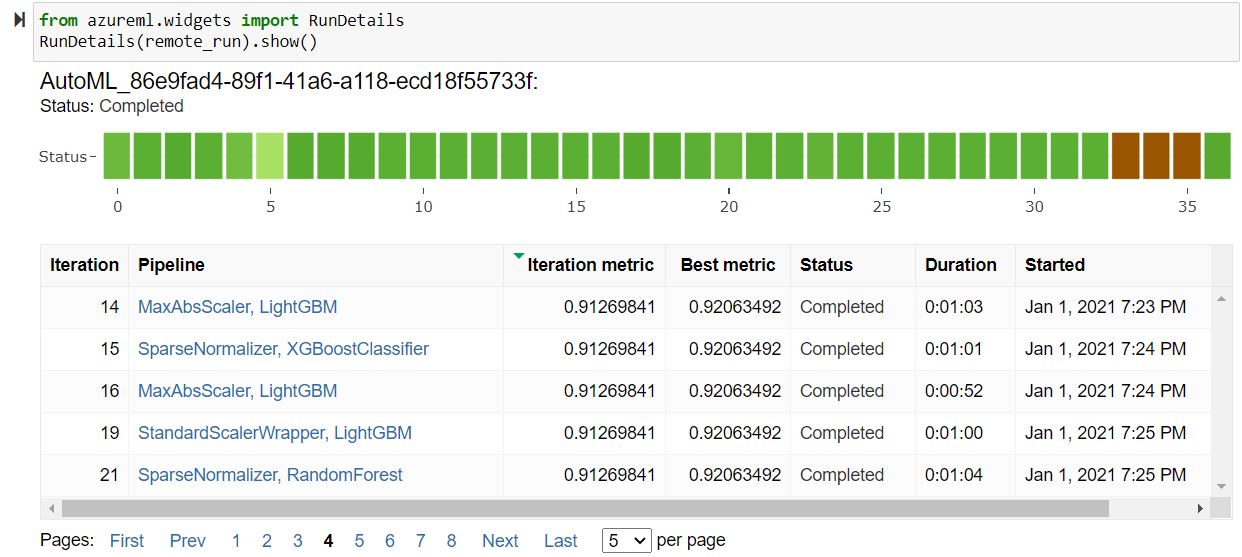 from azureml.widgets import RunDetails
RunDetails(remote_run).show()
AutoML_86e9fad4-89f1-41a6-a118-ecd18f55733f:
Status: Completed
Status
0 5 10 15 20 25 30 35
Iteration Pipeline Iteration metric Best metric Status Duration Started
14 MaxAbsScaler, LightGBM 0.91269841 0.92063492 Completed 0:01:03 Jan 1, 2021 7:23 PM
15 SparseNormalizer, XGBoostClassifier 0.91269841 0.92063492 Completed 0:01:01 Jan 1, 2021 7:24 PM
16 MaxAbsScaler, LightGBM 0.91269841 0.92063492 Completed 0:00:52 Jan 1, 2021 7:24 PM
19 StandardScalerWrapper, LightGBM 0.91269841 0.92063492 Completed 0:01:00 Jan 1, 2021 7:25 PM
21 SparseNormalizer, RandomForest 0.91269841 0.92063492 Completed 0:01:04 Jan 1, 2021 7:25 PM
Pages: First Prev 1 2 3 4 5 6 7 8 Next Last 5 per page